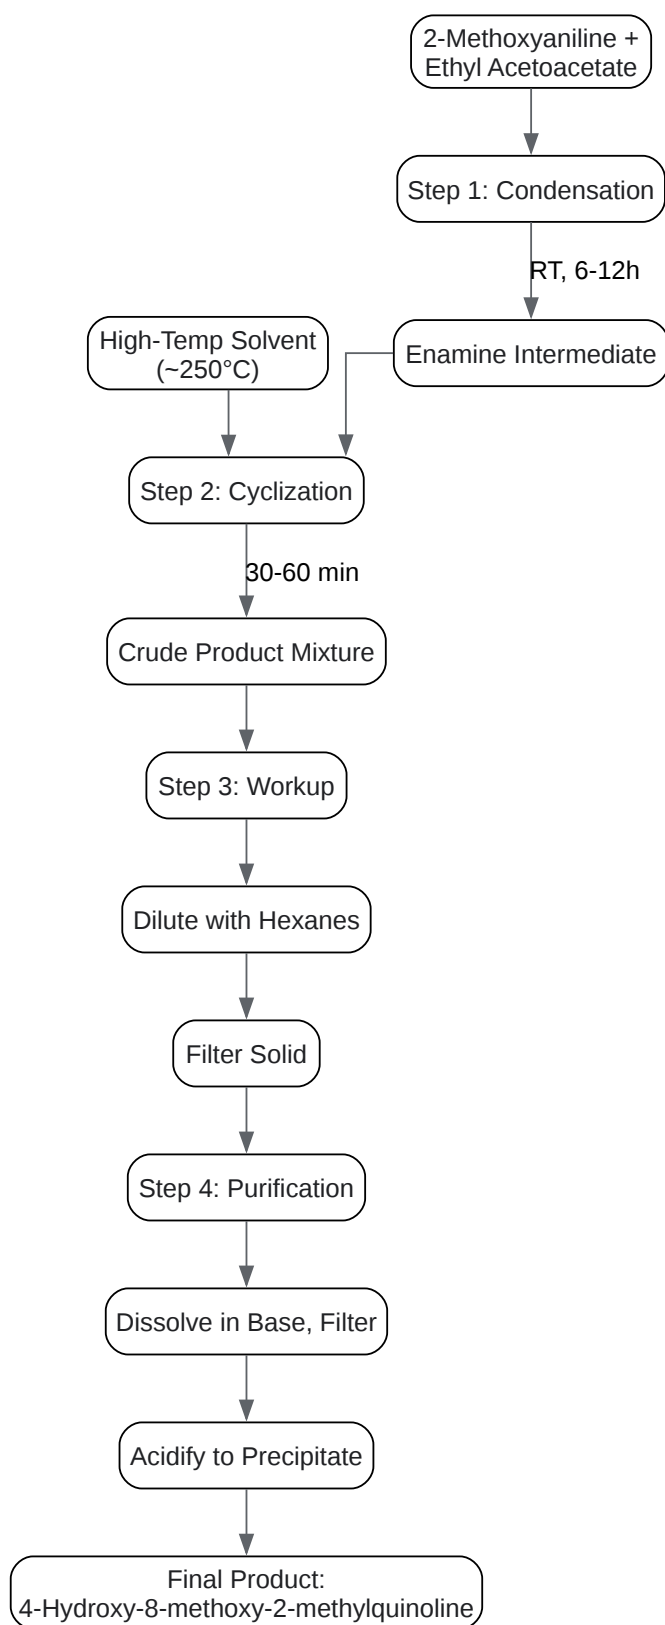 2-Methoxyaniline +
Ethyl Acetoacetate
Step 1: Condensation
RT, 6-12h
High-Temp Solvent
(~250°C)
Enamine Intermediate
Step 2: Cyclization
30-60 min
Crude Product Mixture
Step 3: Workup
Dilute with Hexanes
Filter Solid
Step 4: Purification
Dissolve in Base, Filter
Acidify to Precipitate
Final Product:
4-Hydroxy-8-methoxy-2-methylquinoline